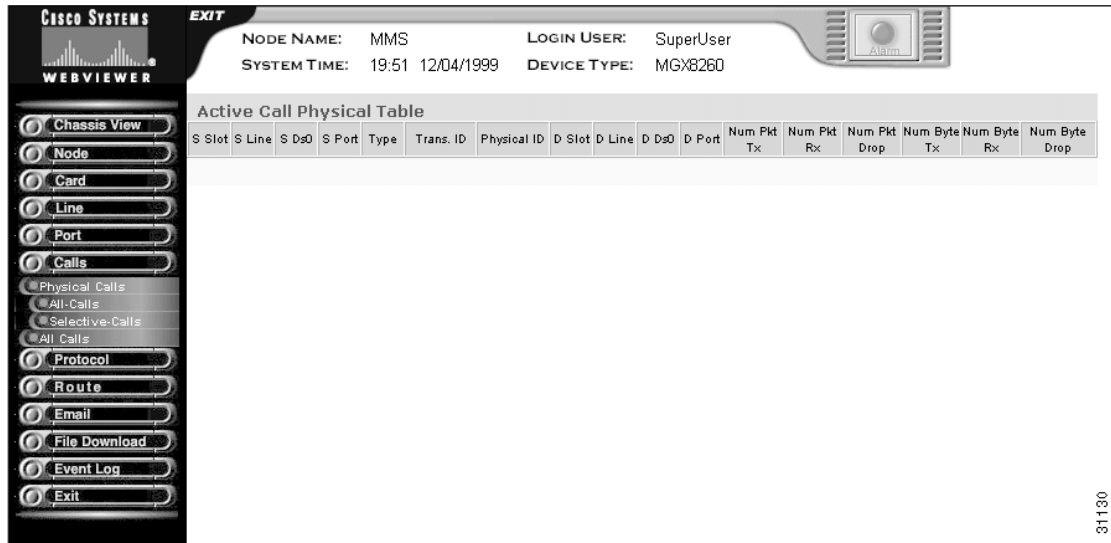 CISCO SYSTEMS
WEBVIEWER
EXIT
NODE NAME: MMS LOGIN USER: SuperUser
SYSTEM TIME: 19:51 12/04/1999 DEVICE TYPE: MGX8260
Alarm
Chassis View
Node
Card
Line
Port
Calls
Physical Calls
All-Calls
Selective-Calls
All Calls
Protocol
Route
Email
File Download
Event Log
Exit
Active Call Physical Table
S Slot S Line S Ds0 S Port Type Trans. ID Physical ID D Slot D Line D Ds0 D Port Num Pkt Tx Num Pkt Rx Num Pkt Drop Num Byte Tx Num Byte Rx Num Byte Drop
31130